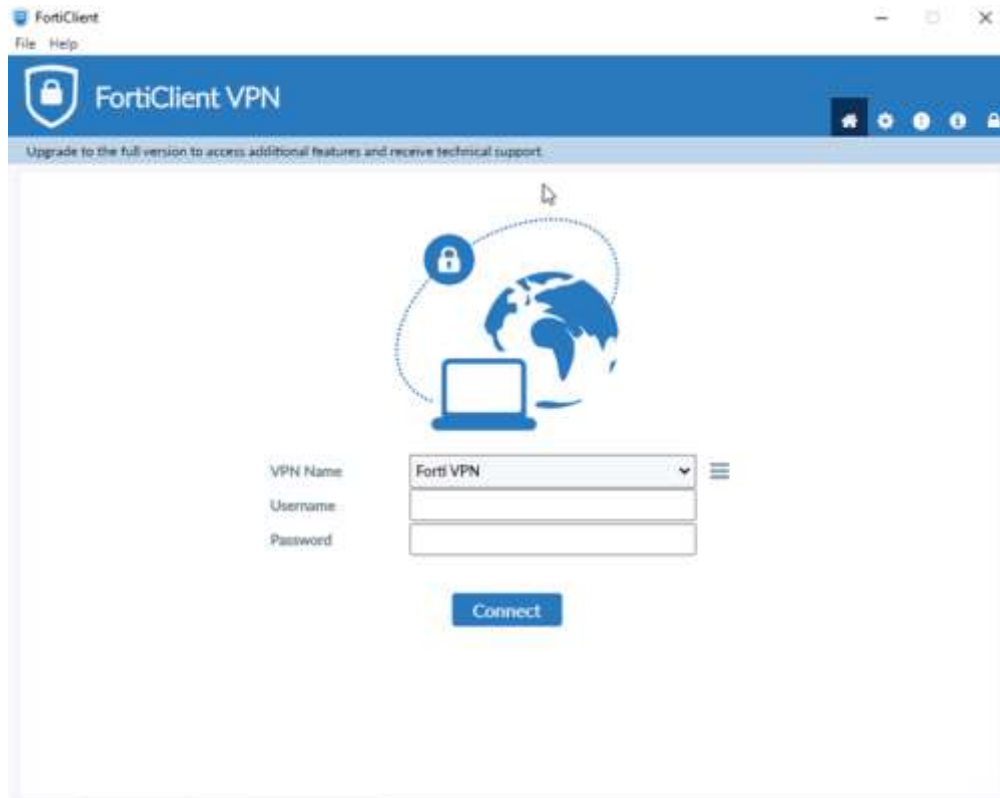 FortiClient
File Help
FortiClient VPN
Upgrade to the full version to access additional features and receive technical support.
VPN Name Forti VPN
Username
Password
Connect